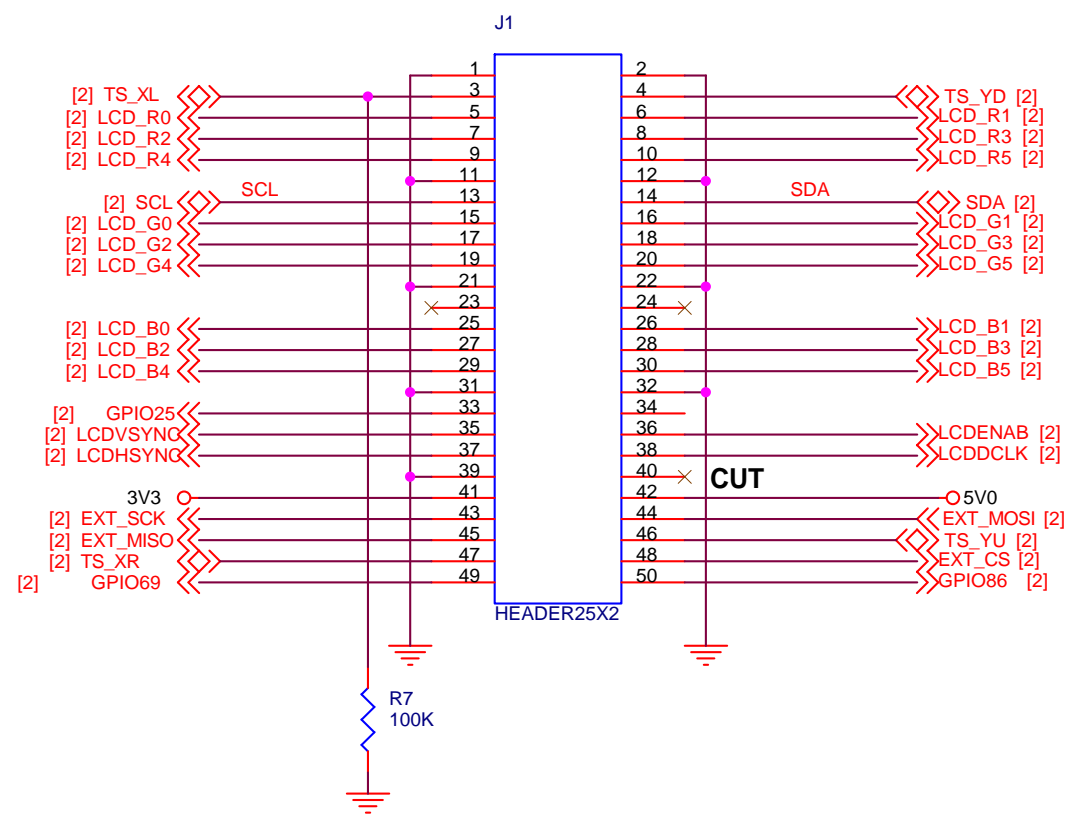 J1
1 2
[2] TS_XL 3 4 TS_YD [2]
[2] LCD_R0 5 6 LCD_R1 [2]
[2] LCD_R2 7 8 LCD_R3 [2]
[2] LCD_R4 9 10 LCD_R5 [2]
11 12
[2] SCL SCL 13 14 SDA SDA [2]
[2] LCD_G0 15 16 LCD_G1 [2]
[2] LCD_G2 17 18 LCD_G3 [2]
[2] LCD_G4 19 20 LCD_G5 [2]
21 22
23 24
[2] LCD_B0 25 26 LCD_B1 [2]
[2] LCD_B2 27 28 LCD_B3 [2]
[2] LCD_B4 29 30 LCD_B5 [2]
31 32
[2] GPIO25 33 34
[2] LCDVSYNC 35 36 LCDENAB [2]
[2] LCDHSYNC 37 38 LCDDCLK [2]
39 40 CUT
3V3 41 42 5V0
[2] EXT_SCK 43 44 EXT_MOSI [2]
[2] EXT_MISO 45 46 TS_YU [2]
[2] TS_XR 47 48 EXT_CS [2]
[2] GPIO69 49 50 GPIO86 [2]
HEADER25X2
R7
100K